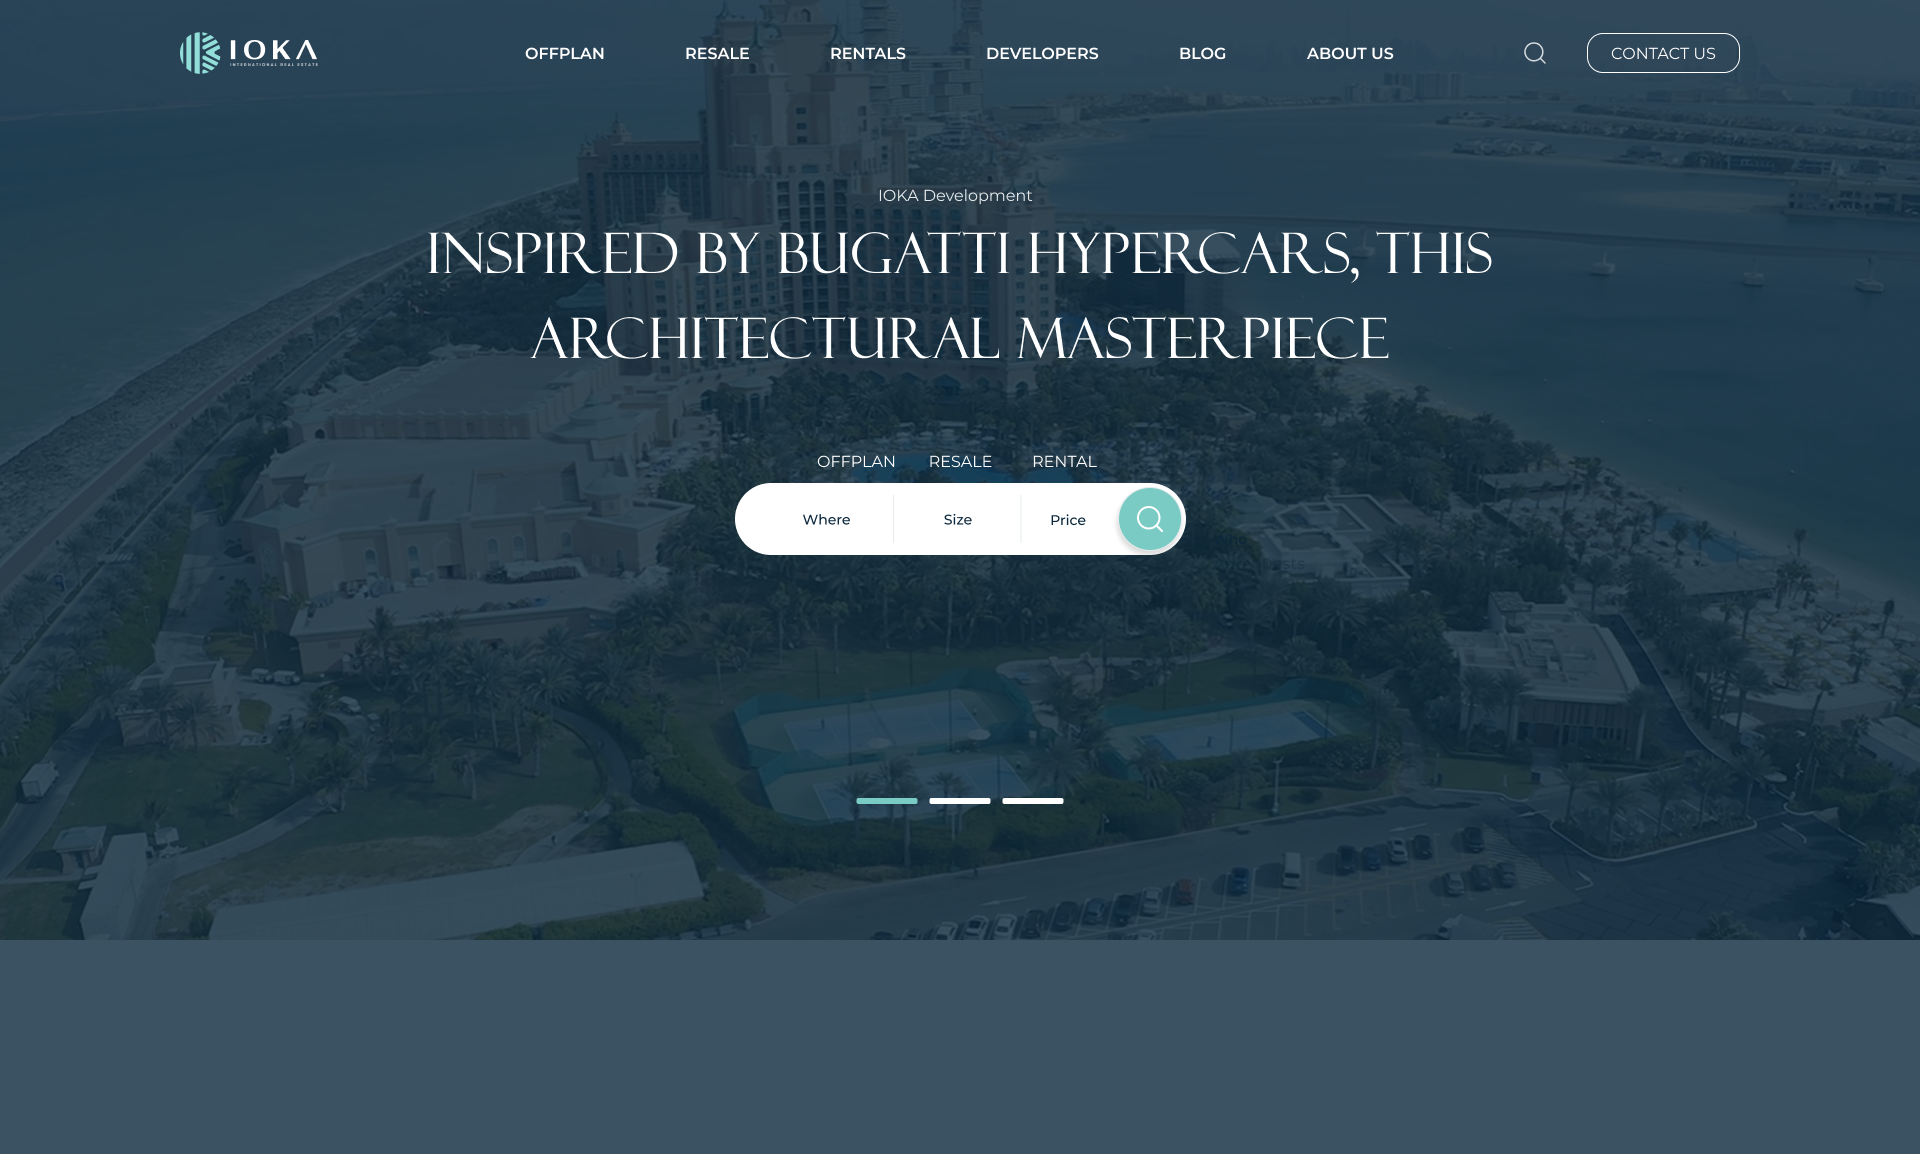 IOKA
INTERNATIONAL REAL ESTATE
OFFPLAN
RESALE
RENTALS
DEVELOPERS
BLOG
ABOUT US
CONTACT US
IOKA Development
INSPIRED BY BUGATTI HYPERCARS, THIS
ARCHITECTURAL MASTERPIECE
OFFPLAN
RESALE
RENTAL
Where
Size
Price